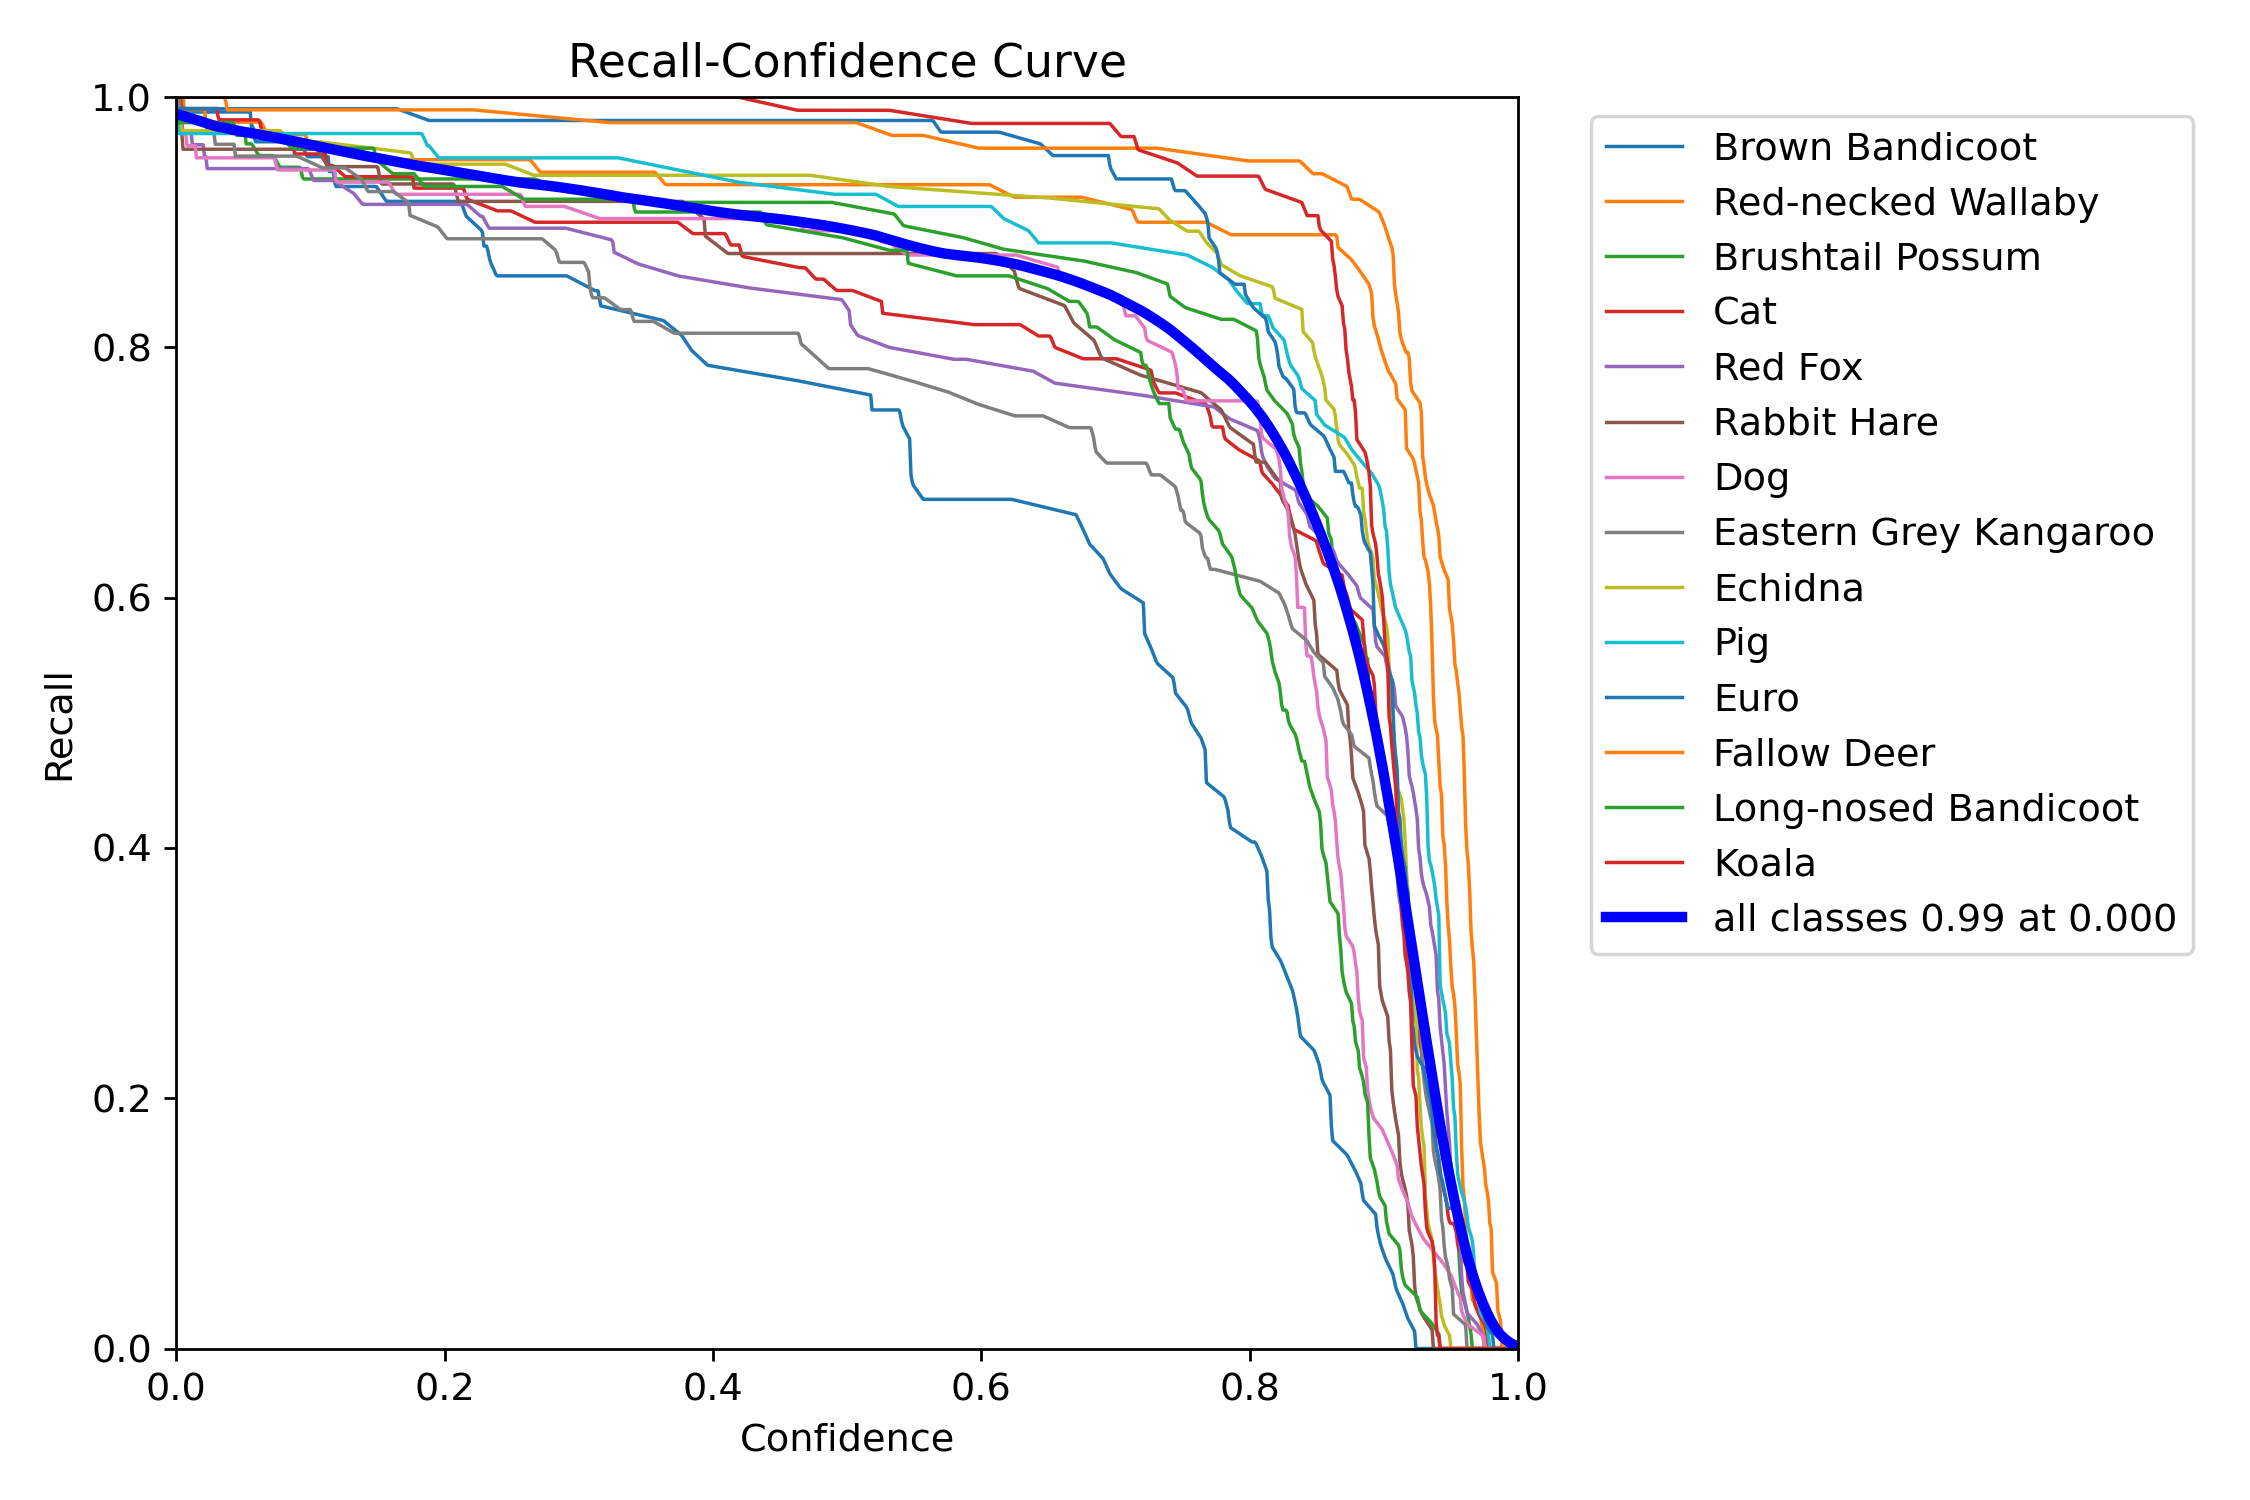 Recall-Confidence Curve
1.0
0.8
0.6
0.4
0.2
0.0
Recall
0.0 0.2 0.4 0.6 0.8 1.0
Confidence
Brown Bandicoot
Red-necked Wallaby
Brushtail Possum
Cat
Red Fox
Rabbit Hare
Dog
Eastern Grey Kangaroo
Echidna
Pig
Euro
Fallow Deer
Long-nosed Bandicoot
Koala
all classes 0.99 at 0.000